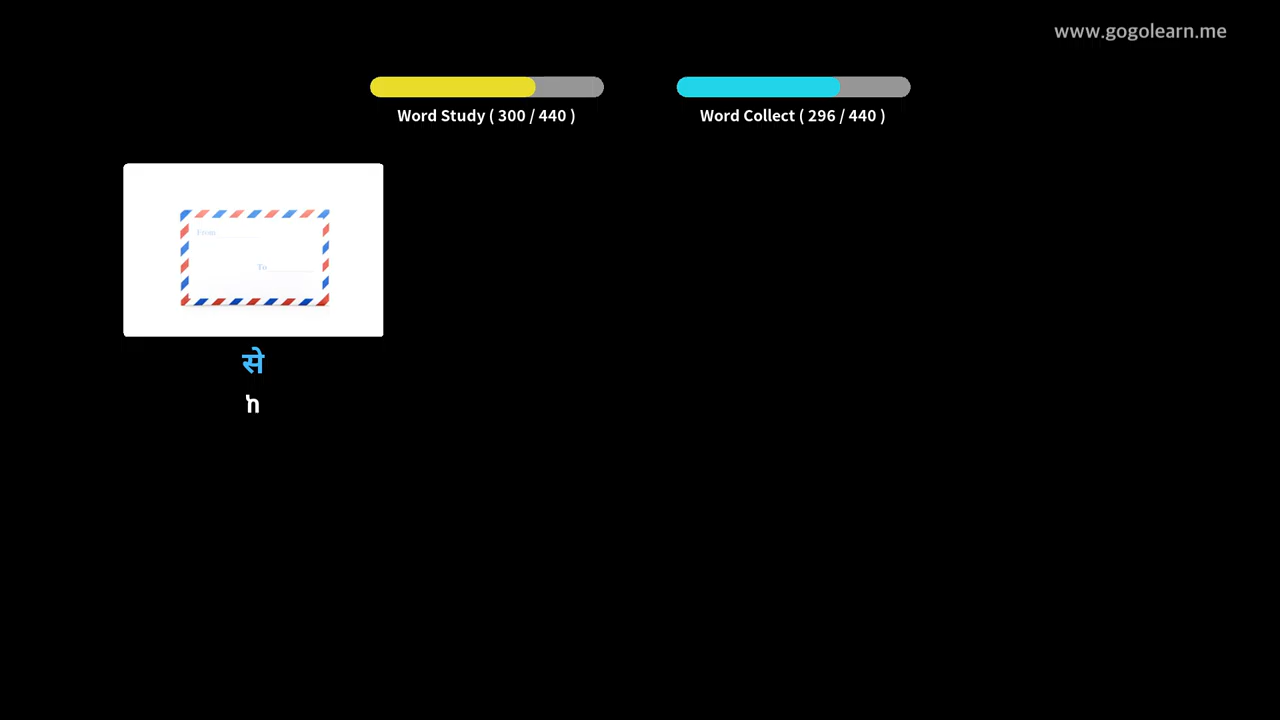 www.gogolearn.me
Word Study ( 300 / 440 )
Word Collect ( 296 / 440 )
From
To
से
ከ